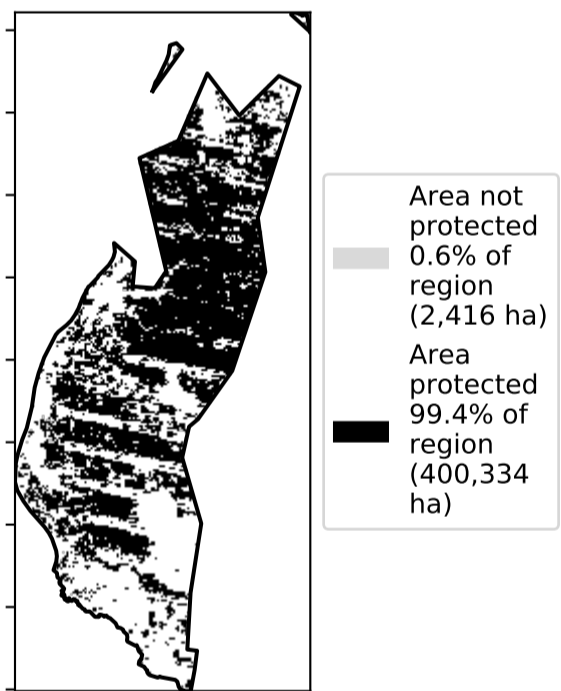 Area not
protected
0.6% of
region
(2,416 ha)
Area
protected
99.4% of
region
(400,334
ha)